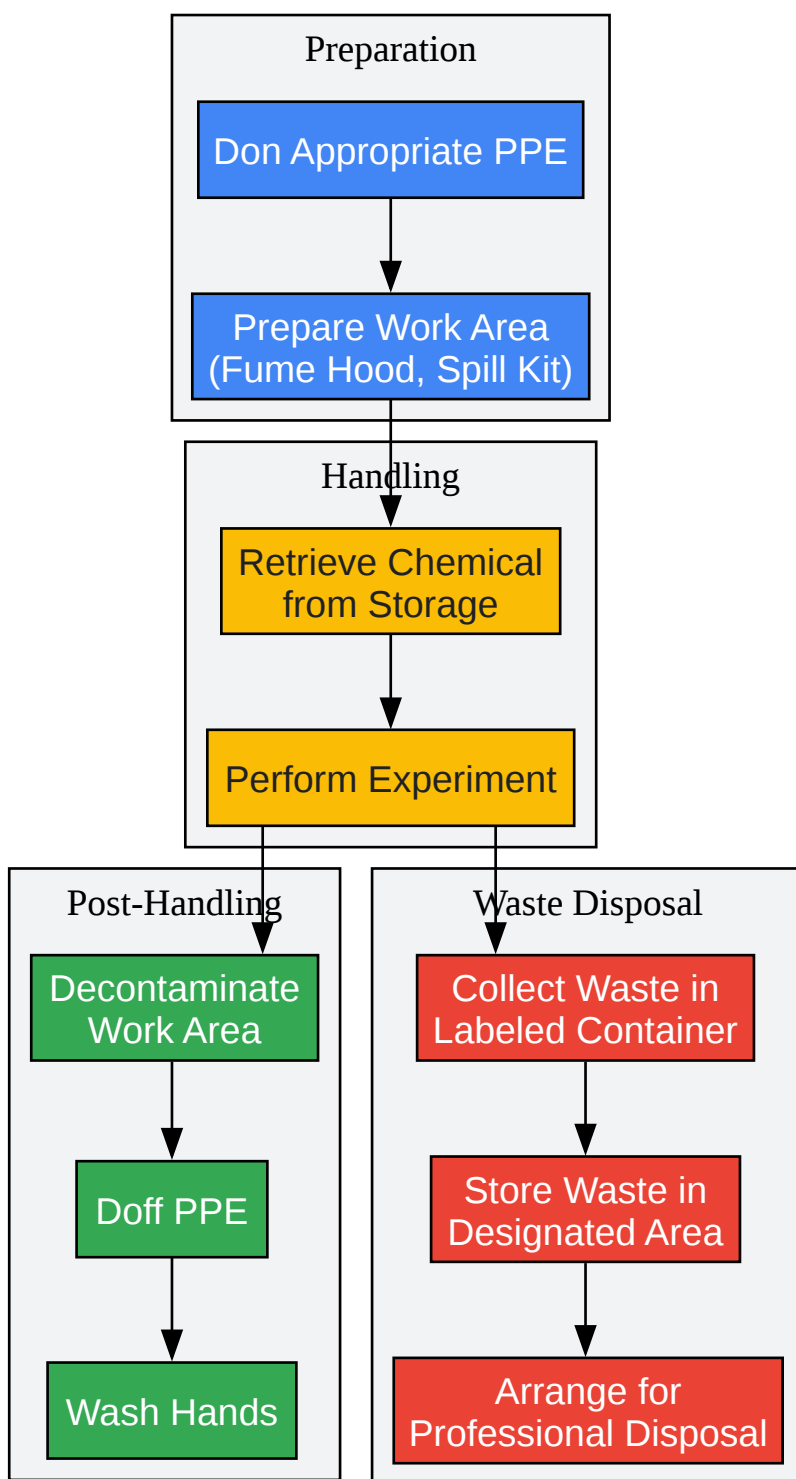 Preparation
Don Appropriate PPE
Prepare Work Area
(Fume Hood, Spill Kit)
Handling
Retrieve Chemical
from Storage
Perform Experiment
Post-Handling
Decontaminate
Work Area
Doff PPE
Wash Hands
Waste Disposal
Collect Waste in
Labeled Container
Store Waste in
Designated Area
Arrange for
Professional Disposal